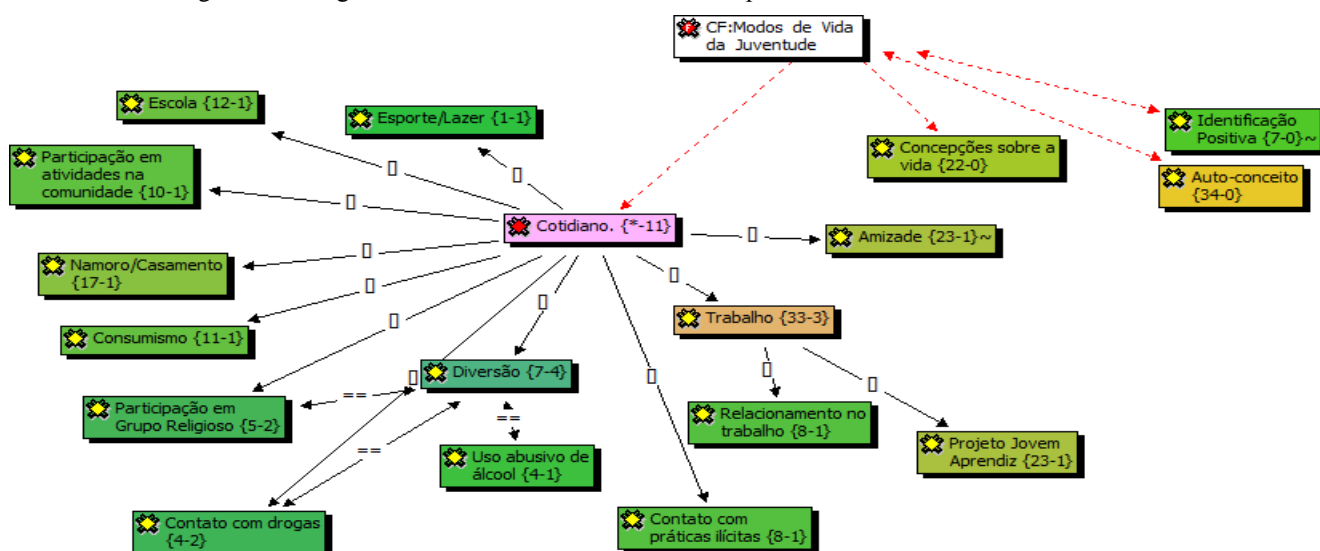 CF:Modos de Vida
da Juventude
Escola {12-1}
Esporte/Lazer {1-1}
Identificação
Positiva {7-0}~
Participação em
atividades na
comunidade {10-1}
Concepções sobre a
vida {22-0}
Auto-conceito
{34-0}
[]
[]
[]
Cotidiano. {*-11}
[]
Amizade {23-1}~
Namoro/Casamento
{17-1}
[]
[]
[]
[]
[]
Trabalho {33-3}
Consumismo {11-1}
[]
[]
[]
[]
Diversão {7-4}
[]
==
Participação em
Grupo Religioso {5-2}
==
Relacionamento no
trabalho {8-1}
==
Uso abusivo de
álcool {4-1}
Projeto Jovem
Aprendiz {23-1}
Contato com drogas
{4-2}
Contato com
práticas ilícitas {8-1}